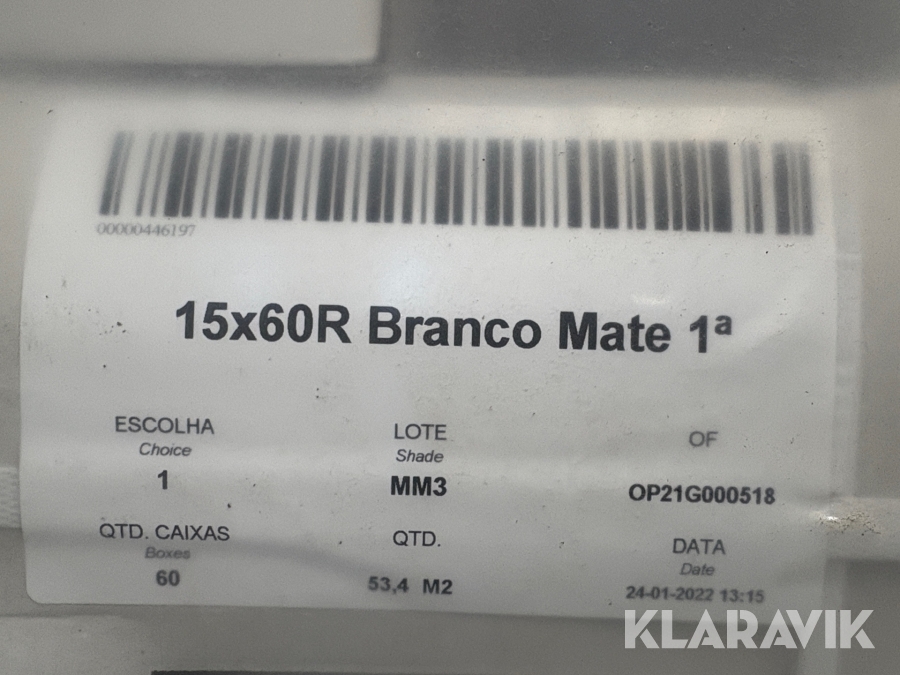 00000446197
15x60R Branco Mate 1ª
ESCOLHA LOTE OF
Choice Shade
1 MM3 OP21G000518
QTD. CAIXAS QTD. DATA
Boxes Date
60 53,4 M2 24-01-2022 13:15
KLARAVIK